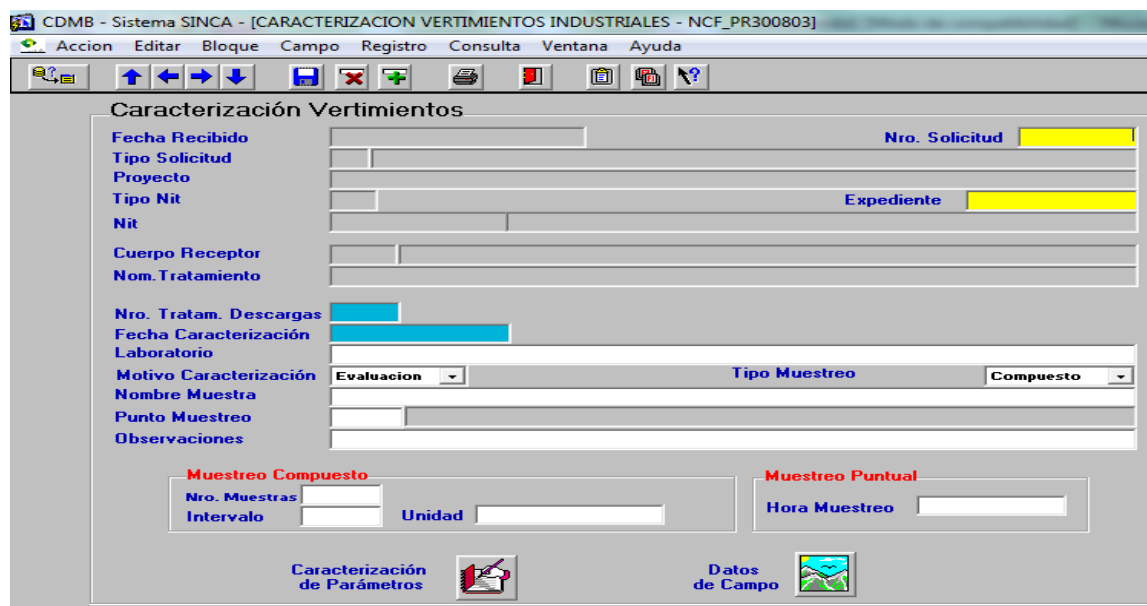 CDMB - Sistema SINCA - [CARACTERIZACION VERTIMIENTOS INDUSTRIALES - NCF_PR300803]
Accion Editar Bloque Campo Registro Consulta Ventana Ayuda
Caracterización Vertimientos
Fecha Recibido Nro. Solicitud
Tipo Solicitud
Proyecto
Tipo Nit Expediente
Nit
Cuerpo Receptor
Nom.Tratamiento
Nro. Tratam. Descargas
Fecha Caracterización
Laboratorio
Motivo Caracterización Evaluacion Tipo Muestreo Compuesto
Nombre Muestra
Punto Muestreo
Observaciones
Muestreo Compuesto Muestreo Puntual
Nro. Muestras
Intervalo Unidad Hora Muestreo
Caracterización Datos
de Parámetros de Campo